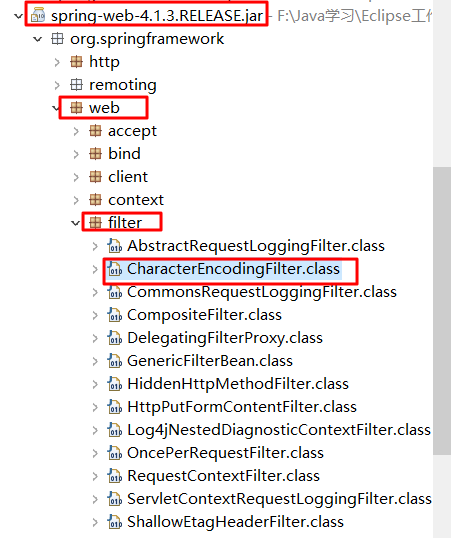 spring-web-4.1.3.RELEASE.jar - F:\Java学习\Eclipse工作
org.springframework
http
remoting
web
accept
bind
client
context
filter
AbstractRequestLoggingFilter.class
CharacterEncodingFilter.class
CommonsRequestLoggingFilter.class
CompositeFilter.class
DelegatingFilterProxy.class
GenericFilterBean.class
HiddenHttpMethodFilter.class
HttpPutFormContentFilter.class
Log4jNestedDiagnosticContextFilter.class
OncePerRequestFilter.class
RequestContextFilter.class
ServletContextRequestLoggingFilter.class
ShallowEtagHeaderFilter.class